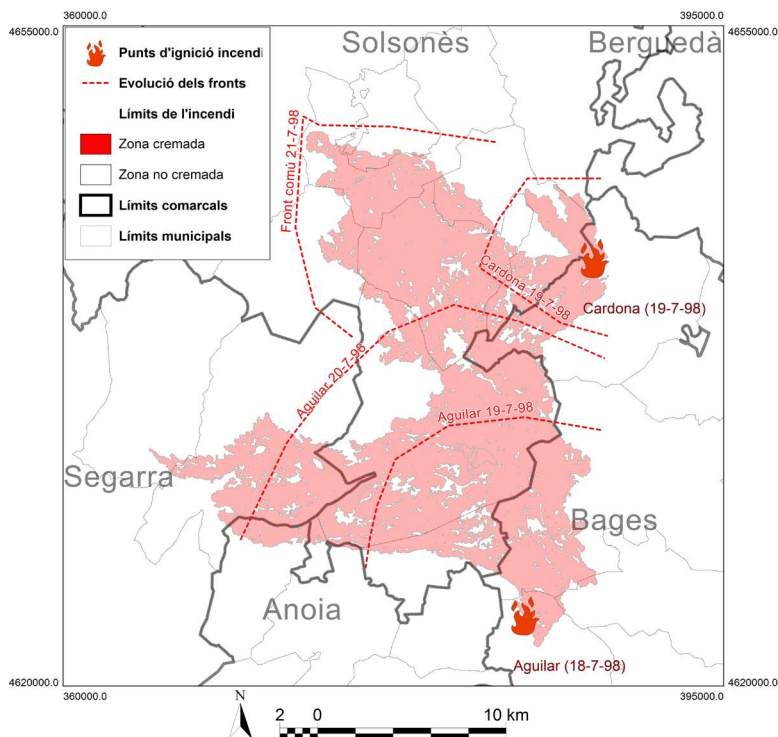 360000.0
395000.0
4655000.0
4655000.0
Solsonès
Berguedà
Punts d'ignició incendi
Evolució dels fronts
Límits de l'incendi
Zona cremada
Zona no cremada
Límits comarcals
Límits municipals
Front comú 21-7-98
Cardona 19-7-98
Cardona (19-7-98)
Aguilar 20-7-98
Aguilar 19-7-98
Segarra
Bages
Anoia
Aguilar (18-7-98)
4620000.0
4620000.0
360000.0
395000.0
N
2 0 10 km